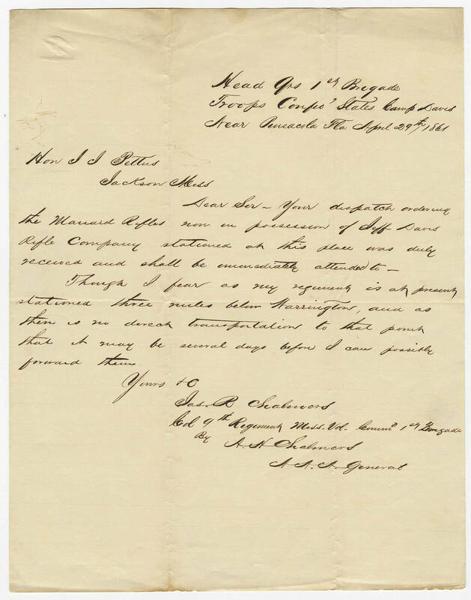 Head Qrs 1st Brigade
Troops Confed States Camp Davis
Near Pensacola Fla April 29th 1861
Hon J J Pettus
Jackson Miss
Dear Sir – Your dispatch ordering
the Maynard Rifles now in possession of Jeff Davis
Rifle Company stationed at this place was duly
received and shall be immediately attended to –
Though I fear as my regiment is at present
stationed three miles below Warrington, and as
there is no direct transportation to that point
that it may be several days before I can possibly
forward them
Yours &C
Jas. R Chalmers
Col 9th Regiment Miss. Vol. Comm'd 1st Brigade
By
A H Chalmers
A. A. A. General